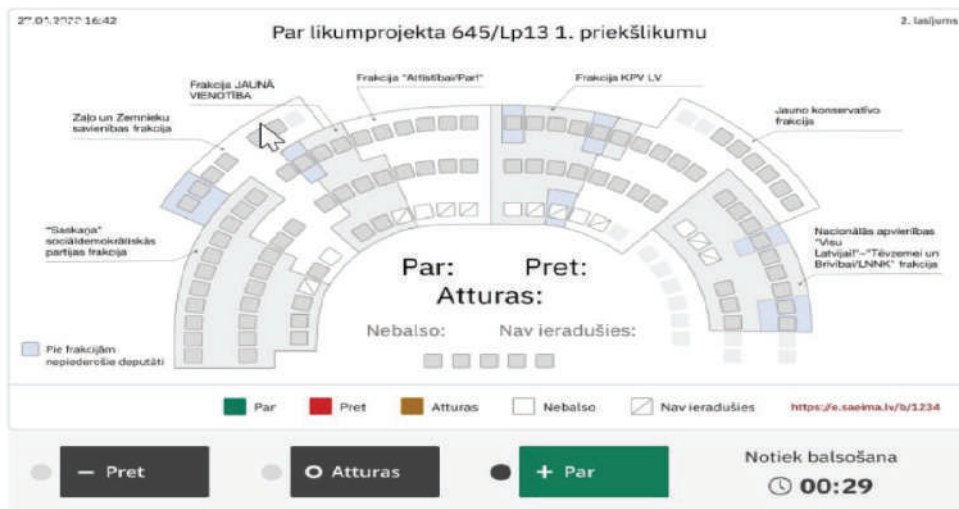 16:42
2. lasījums
Par likumprojekta 645/Lp13 1. priekšlikumu
Frakcija JAUNĀ
VIENOTĪBA
Frakcija "Attīstībai/Par!"
Frakcija KPV LV
Zaļo un Zemnieku
savienības frakcija
Jauno konservatīvo
frakcija
"Saskaņa"
sociāldemokrātiskās
partijas frakcija
Nacionālās apvienības
"Visu
Latvijai!"-"Tēvzemei un
Brīvībai/LNNK" frakcija
Par: Pret:
Atturas:
Nebalso: Nav ieradušies:
Pie frakcijām
nepiederošie deputāti
Par Pret Atturas Nebalso Nav ieradušies https://e.saeima.lv/b/1234
− Pret
Atturas
+ Par
Notiek balsošana
00:29